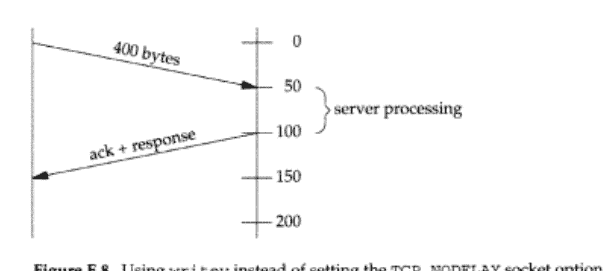 400 bytes
0
50
server processing
100
ack + response
150
200
Figure E.8 Using writev instead of setting the TCP_NODELAY socket option